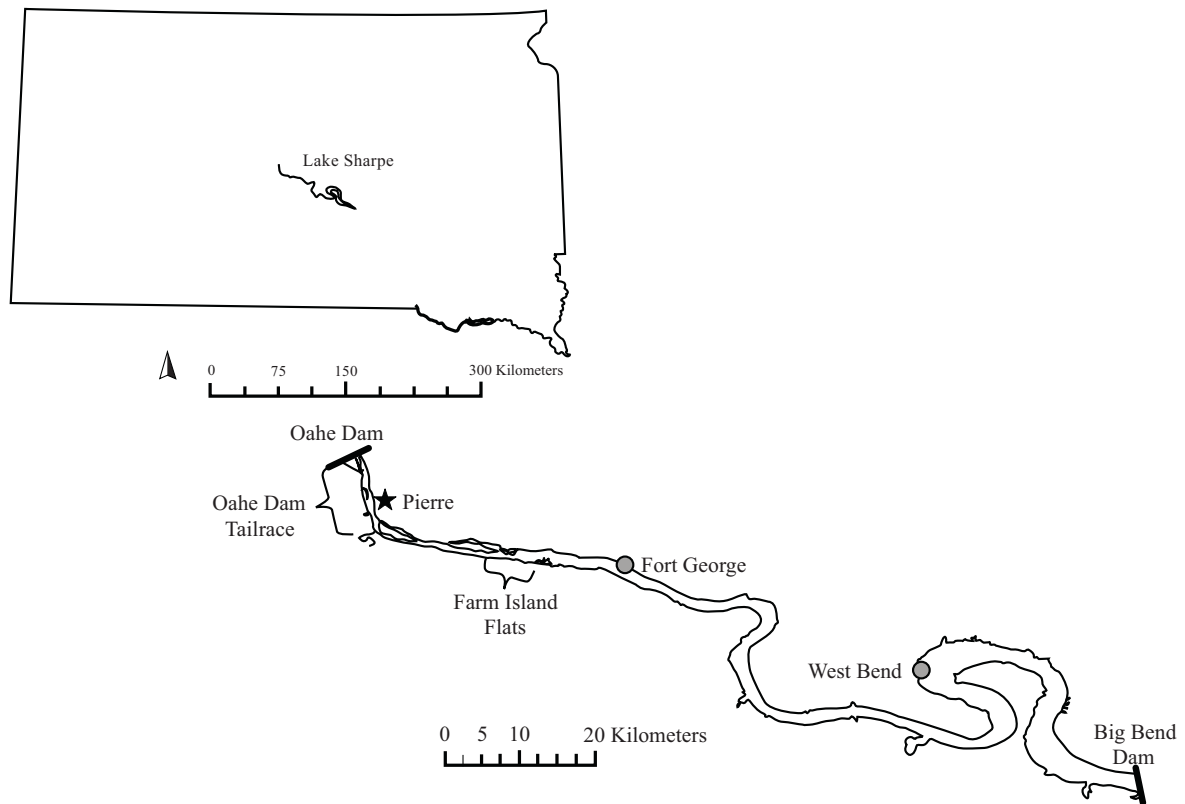 Lake Sharpe
0 75 150 300 Kilometers
Oahe Dam
Oahe Dam
Tailrace
Pierre
Fort George
Farm Island
Flats
West Bend
Big Bend
Dam
0 5 10 20 Kilometers